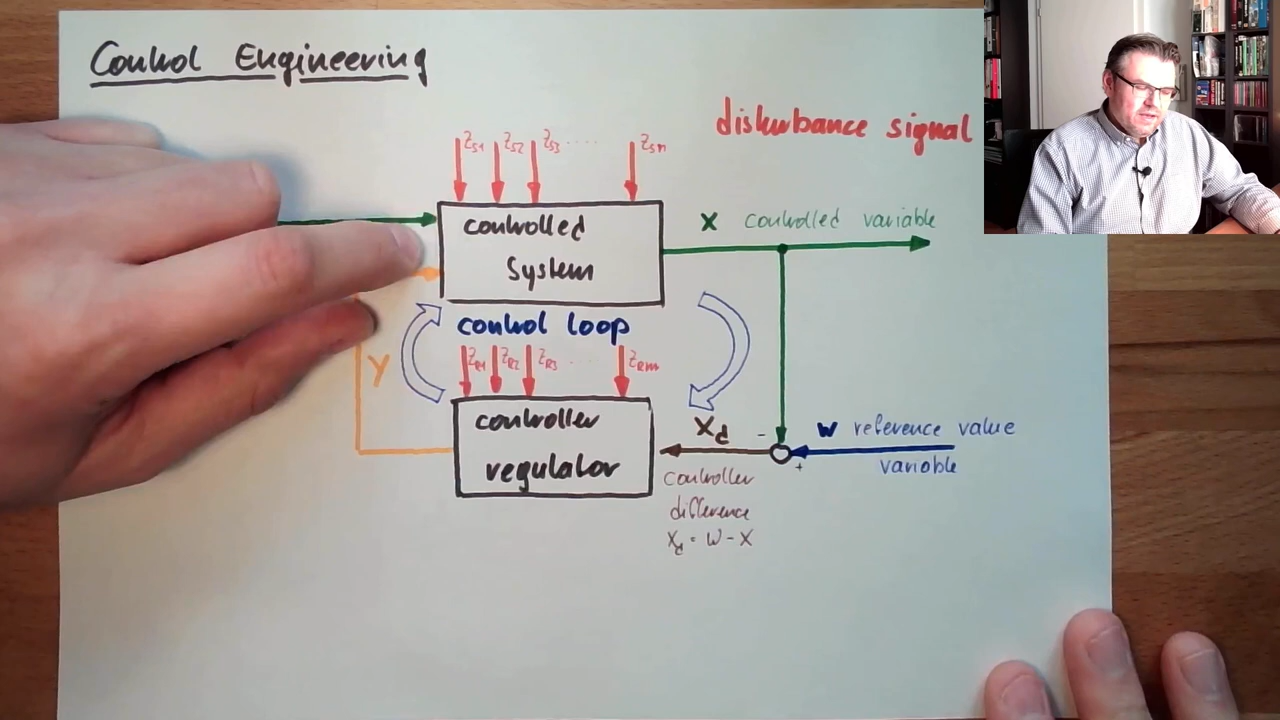 Control Engineering
disturbance signal
Zs1 Zs2 Zs3 .... Zsn
controlled
System
X controlled variable
control loop
ZR1 ZR2 ZR3 .... ZRm
Y
controller
regulator
Xd
-
+
W reference value
variable
controller
difference
Xd = W - X